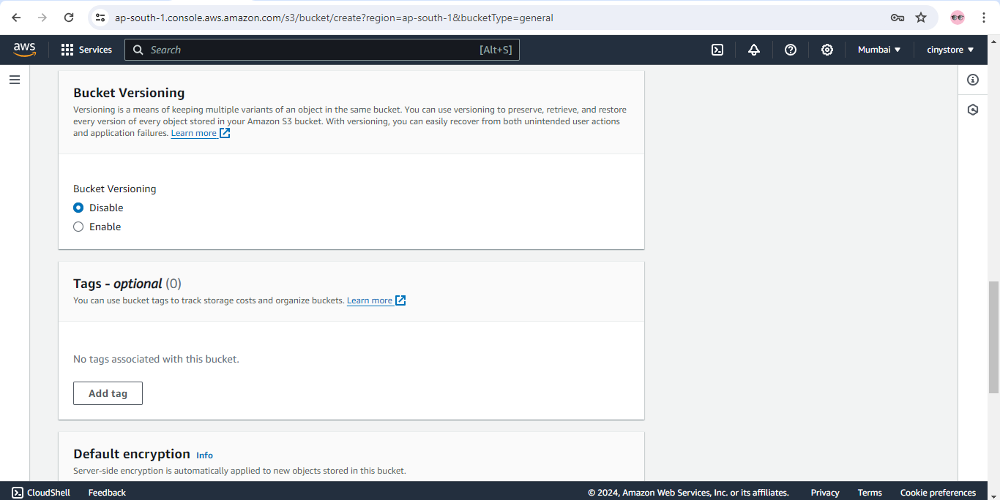 ap-south-1.console.aws.amazon.com/s3/bucket/create?region=ap-south-1&bucketType=general
aws Services Search [Alt+S] Mumbai cinystore
Bucket Versioning
Versioning is a means of keeping multiple variants of an object in the same bucket. You can use versioning to preserve, retrieve, and restore
every version of every object stored in your Amazon S3 bucket. With versioning, you can easily recover from both unintended user actions
and application failures. Learn more
Bucket Versioning
Disable
Enable
Tags - optional (0)
You can use bucket tags to track storage costs and organize buckets. Learn more
No tags associated with this bucket.
Add tag
Default encryption Info
Server-side encryption is automatically applied to new objects stored in this bucket.
CloudShell Feedback © 2024, Amazon Web Services, Inc. or its affiliates. Privacy Terms Cookie preferences